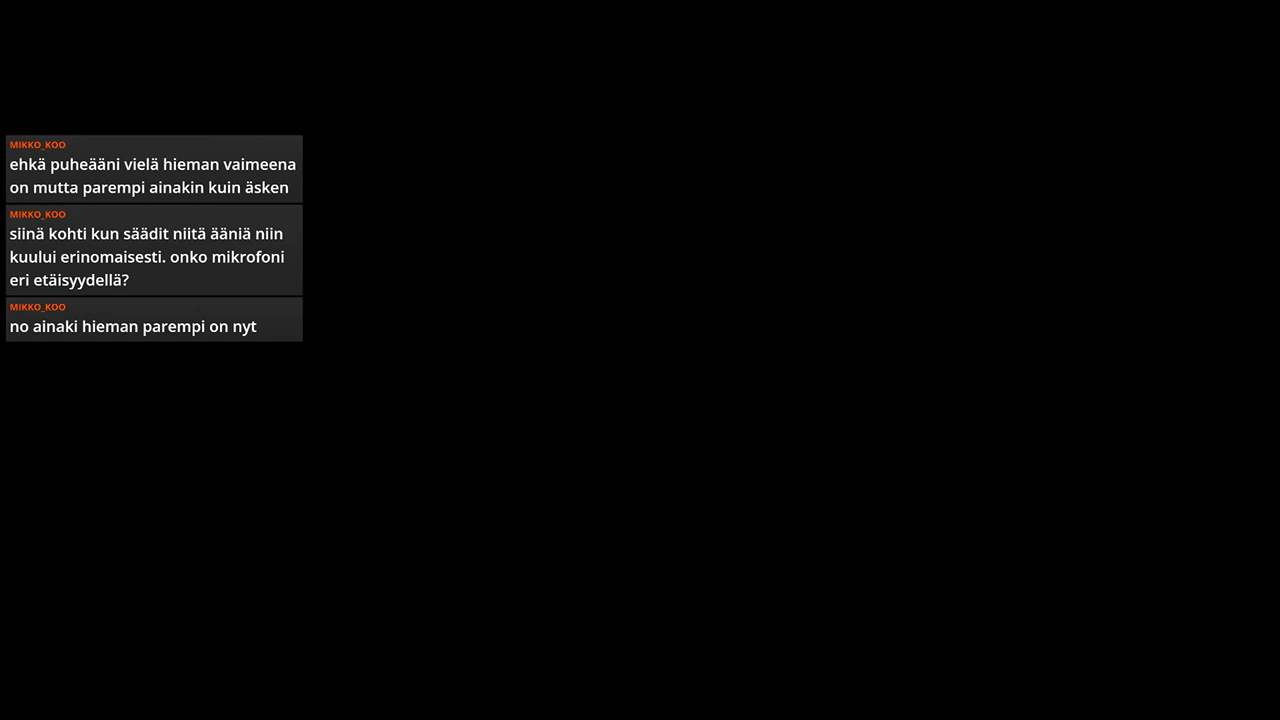 MIKKO_KOO
ehkä puheääni vielä hieman vaimeena
on mutta parempi ainakin kuin äsken
MIKKO_KOO
siinä kohti kun säädit niitä ääniä niin
kuului erinomaisesti. onko mikrofoni
eri etäisyydellä?
MIKKO_KOO
no ainaki hieman parempi on nyt